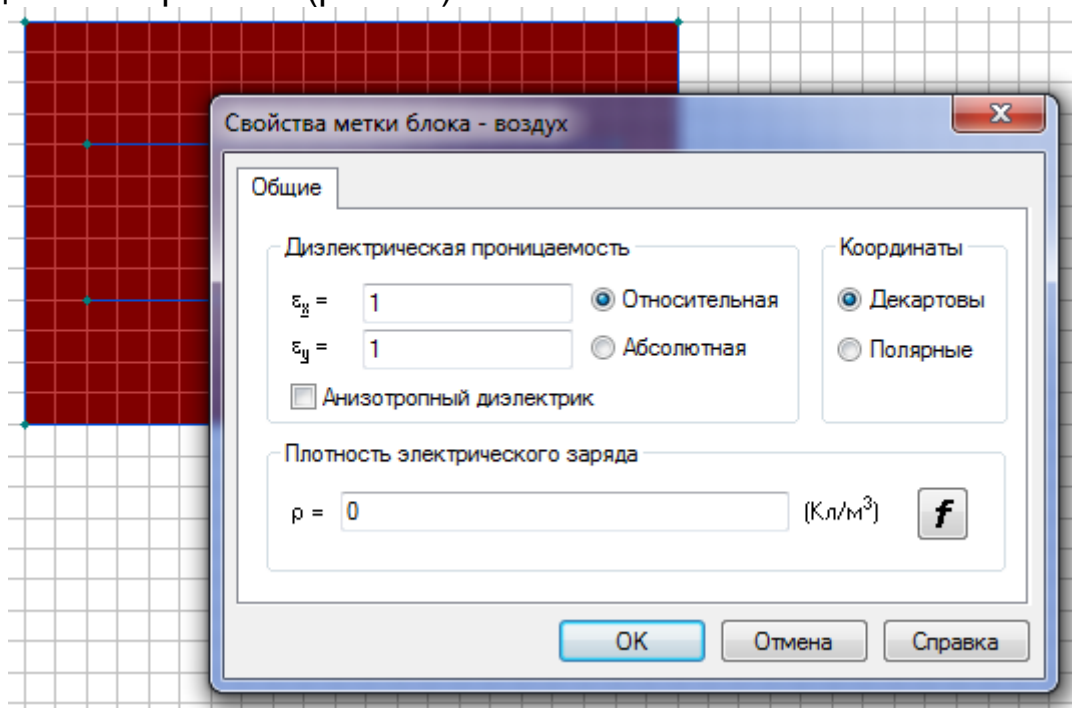 Свойства метки блока - воздух
Общие
Диэлектрическая проницаемость
Координаты
εx = 1
Относительная
Декартовы
εy = 1
Абсолютная
Полярные
Анизотропный диэлектрик
Плотность электрического заряда
ρ = 0 (Кл/м³) f
OK Отмена Справка